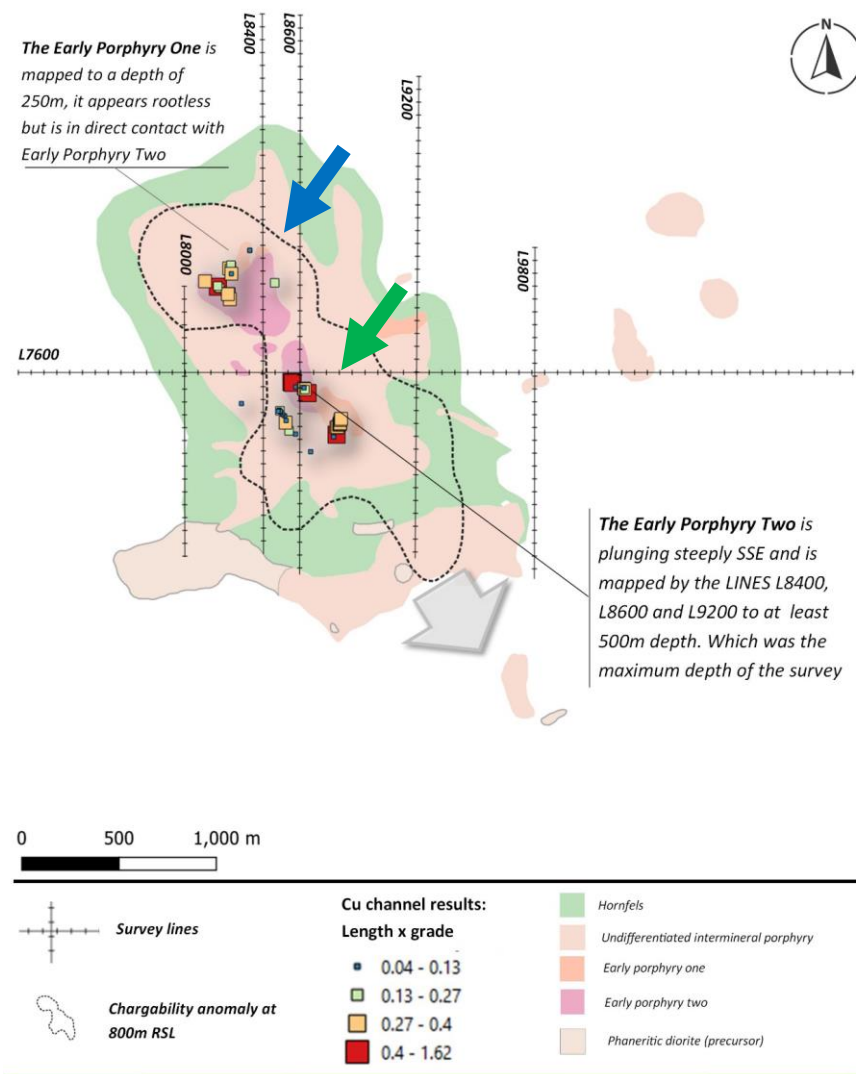 N
L8400
L8600
L9200
The Early Porphyry One is
mapped to a depth of
250m, it appears rootless
but is in direct contact with
Early Porphyry Two
L8000
L9800
L7600
The Early Porphyry Two is
plunging steeply SSE and is
mapped by the LINES L8400,
L8600 and L9200 to at least
500m depth. Which was the
maximum depth of the survey
0 500 1,000 m
Survey lines
Chargability anomaly at
800m RSL
Cu channel results:
Length x grade
0.04 - 0.13
0.13 - 0.27
0.27 - 0.4
0.4 - 1.62
Hornfels
Undifferentiated intermineral porphyry
Early porphyry one
Early porphyry two
Phaneritic diorite (precursor)